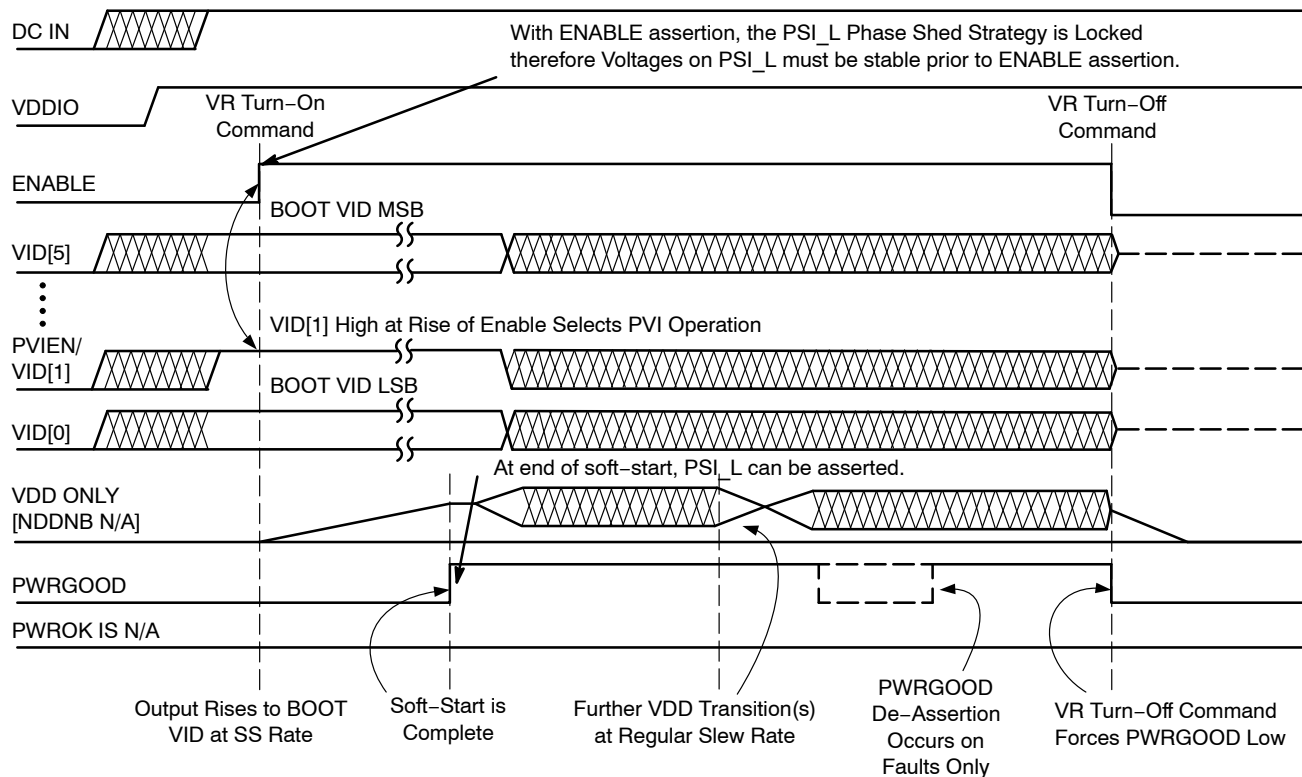 DC IN
With ENABLE assertion, the PSI_L Phase Shed Strategy is Locked
therefore Voltages on PSI_L must be stable prior to ENABLE assertion.
VDDIO
VR Turn−On
Command
VR Turn−Off
Command
ENABLE
BOOT VID MSB
VID[5]
VID[1] High at Rise of Enable Selects PVI Operation
PVIEN/
VID[1]
BOOT VID LSB
VID[0]
At end of soft−start, PSI_L can be asserted.
VDD ONLY
[NDDNB N/A]
PWRGOOD
PWROK IS N/A
Output Rises to BOOT
VID at SS Rate
Soft−Start is
Complete
Further VDD Transition(s)
at Regular Slew Rate
PWRGOOD
De−Assertion
Occurs on
Faults Only
VR Turn−Off Command
Forces PWRGOOD Low